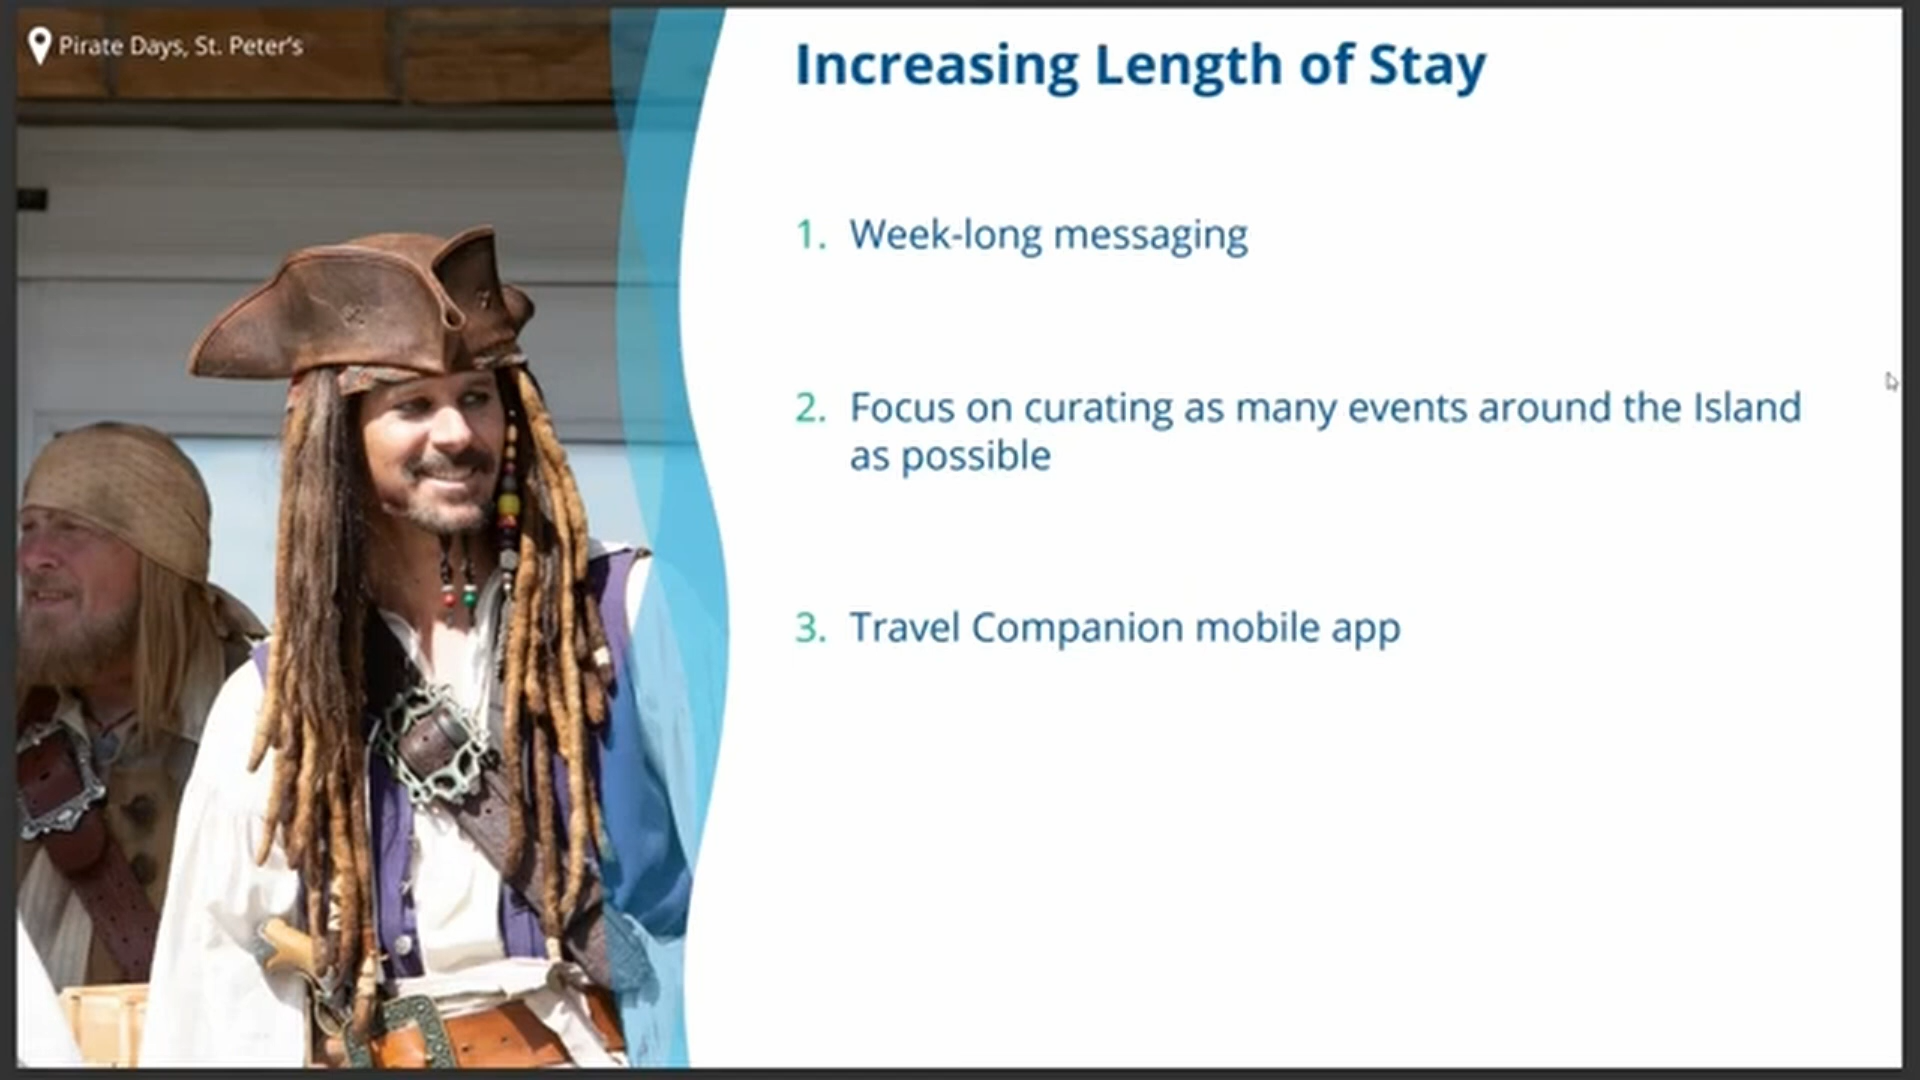 Pirate Days, St. Peter's
Increasing Length of Stay
1. Week-long messaging
2. Focus on curating as many events around the Island
as possible
3. Travel Companion mobile app